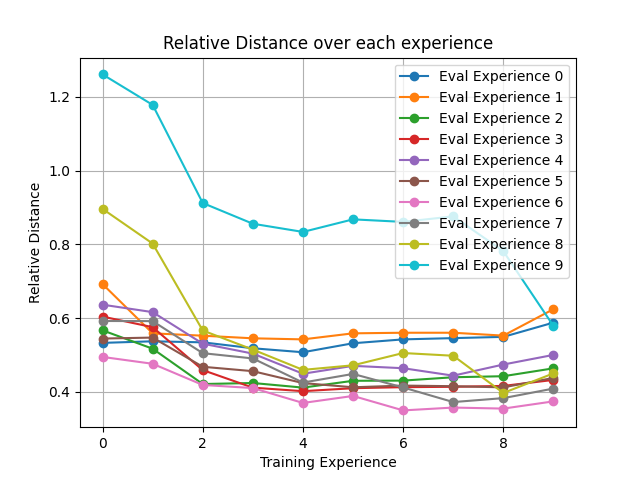 Relative Distance over each experience
Relative Distance
1.2
1.0
0.8
0.6
0.4
Eval Experience 0
Eval Experience 1
Eval Experience 2
Eval Experience 3
Eval Experience 4
Eval Experience 5
Eval Experience 6
Eval Experience 7
Eval Experience 8
Eval Experience 9
0 2 4 6 8
Training Experience